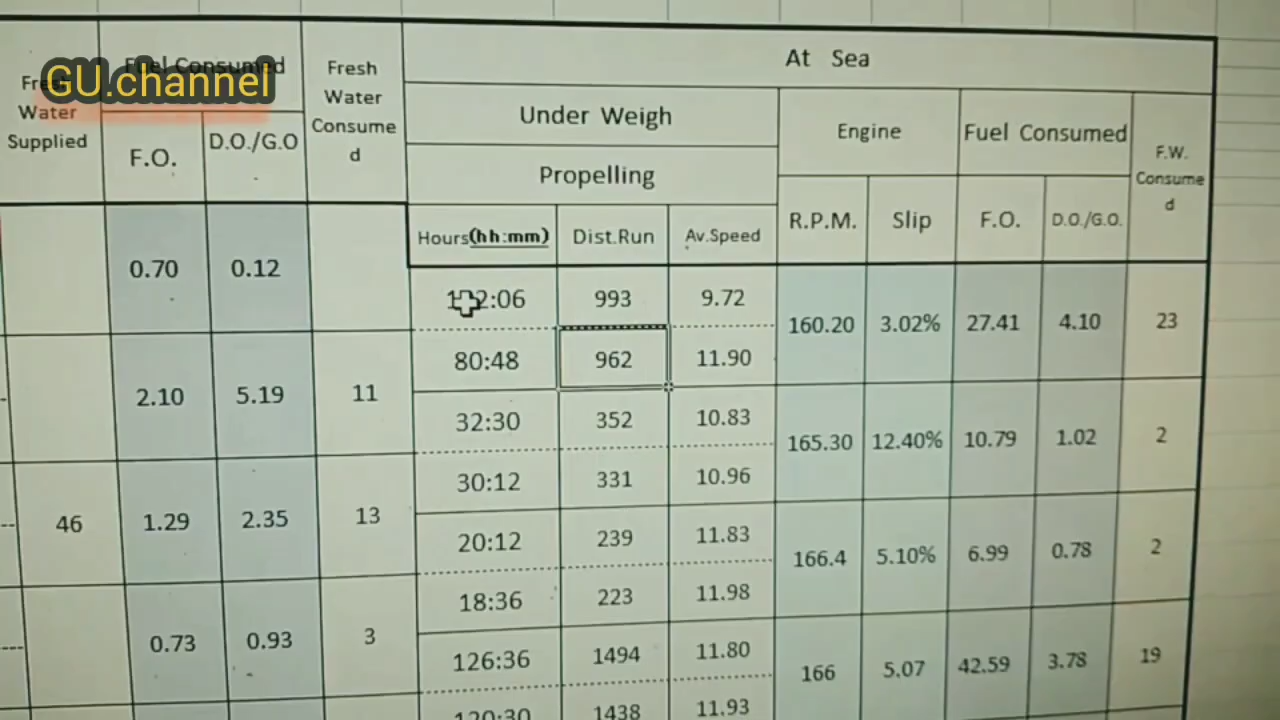 GU.channel
Fresh
Water
Supplied
Fuel Consumed
F.O.
D.O./G.O
Fresh
Water
Consume
d
At Sea
Under Weigh
Propelling
Hours(hh:mm)
Dist.Run
Av.Speed
Engine
R.P.M.
Slip
Fuel Consumed
F.O.
D.O./G.O.
F.W.
Consume
d
0.70 0.12
993 9.72
160.20 3.02% 27.41 4.10 23
80:48 962 11.90
2.10 5.19 11
32:30 352 10.83
165.30 12.40% 10.79 1.02 2
30:12 331 10.96
46 1.29 2.35 13
20:12 239 11.83
166.4 5.10% 6.99 0.78 2
18:36 223 11.98
0.73 0.93 3
126:36 1494 11.80
166 5.07 42.59 3.78 19
120:30 1438 11.93